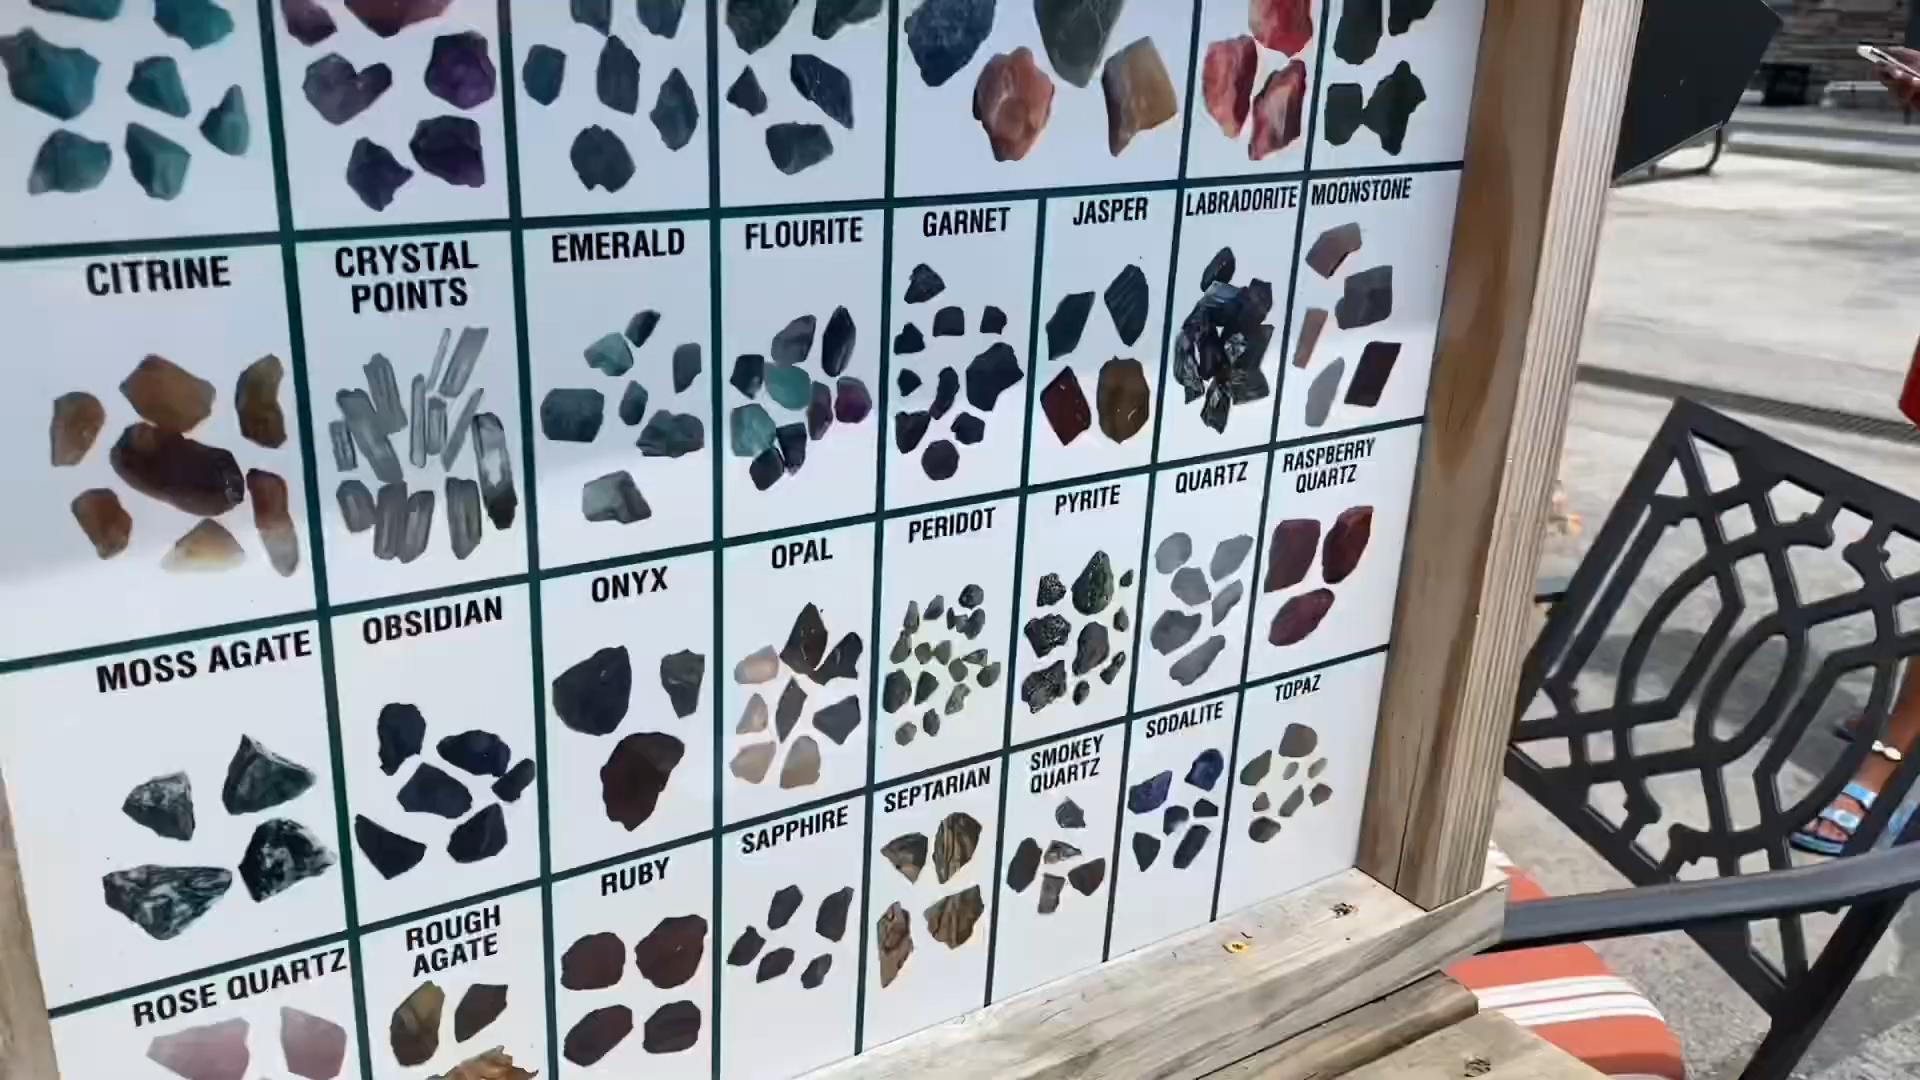 CITRINE
CRYSTAL
POINTS
EMERALD
FLOURITE
GARNET
JASPER
LABRADORITE
MOONSTONE
MOSS AGATE
OBSIDIAN
ONYX
OPAL
PERIDOT
PYRITE
QUARTZ
RASPBERRY
QUARTZ
ROSE QUARTZ
ROUGH
AGATE
RUBY
SAPPHIRE
SEPTARIAN
SMOKEY
QUARTZ
SODALITE
TOPAZ